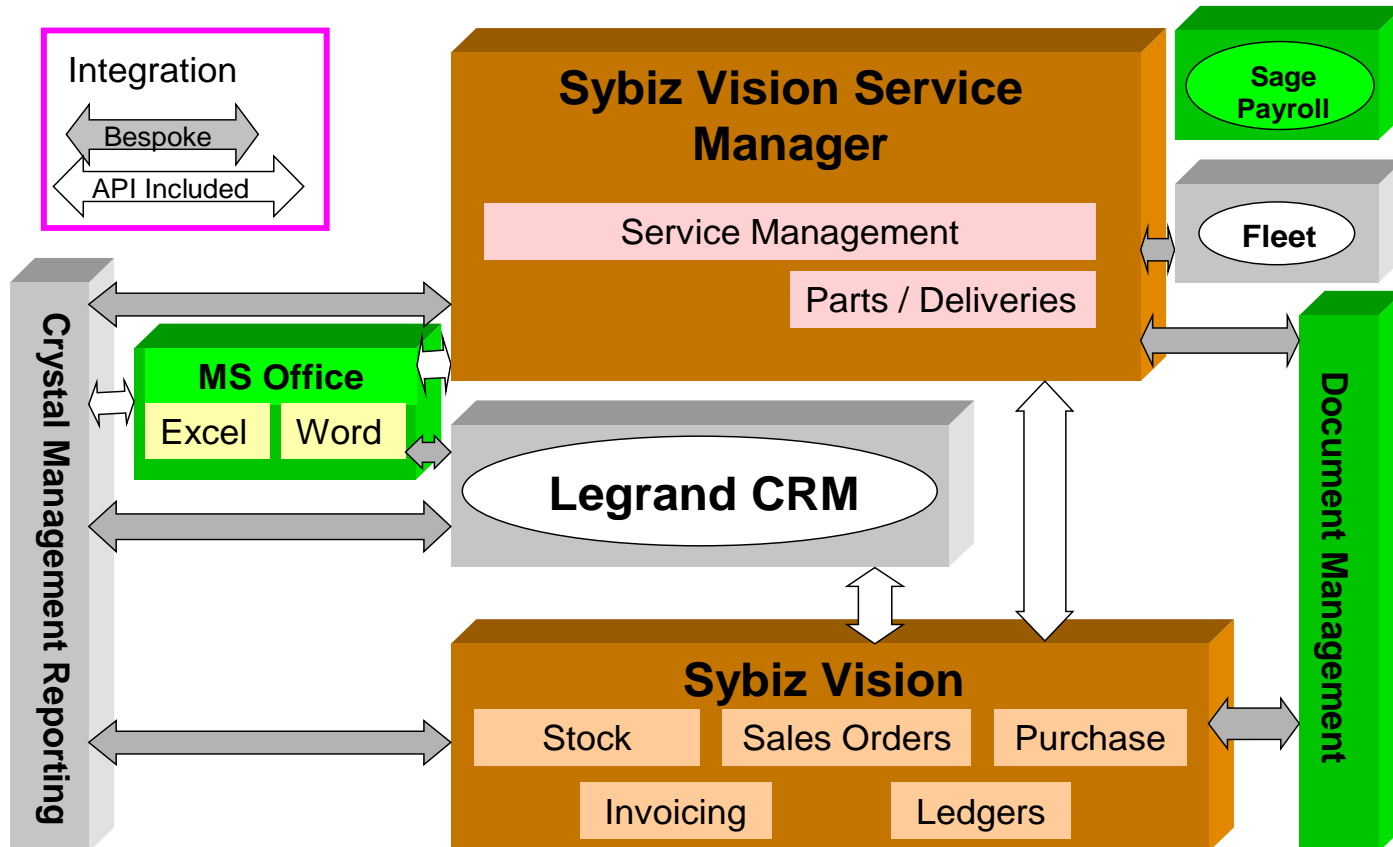 Integration
Bespoke
API Included
Sybiz Vision Service
Manager
Service Management
Parts / Deliveries
Sage
Payroll
Fleet
Crystal Management Reporting
MS Office
Excel
Word
Legrand CRM
Document Management
Sybiz Vision
Stock
Sales Orders
Purchase
Invoicing
Ledgers